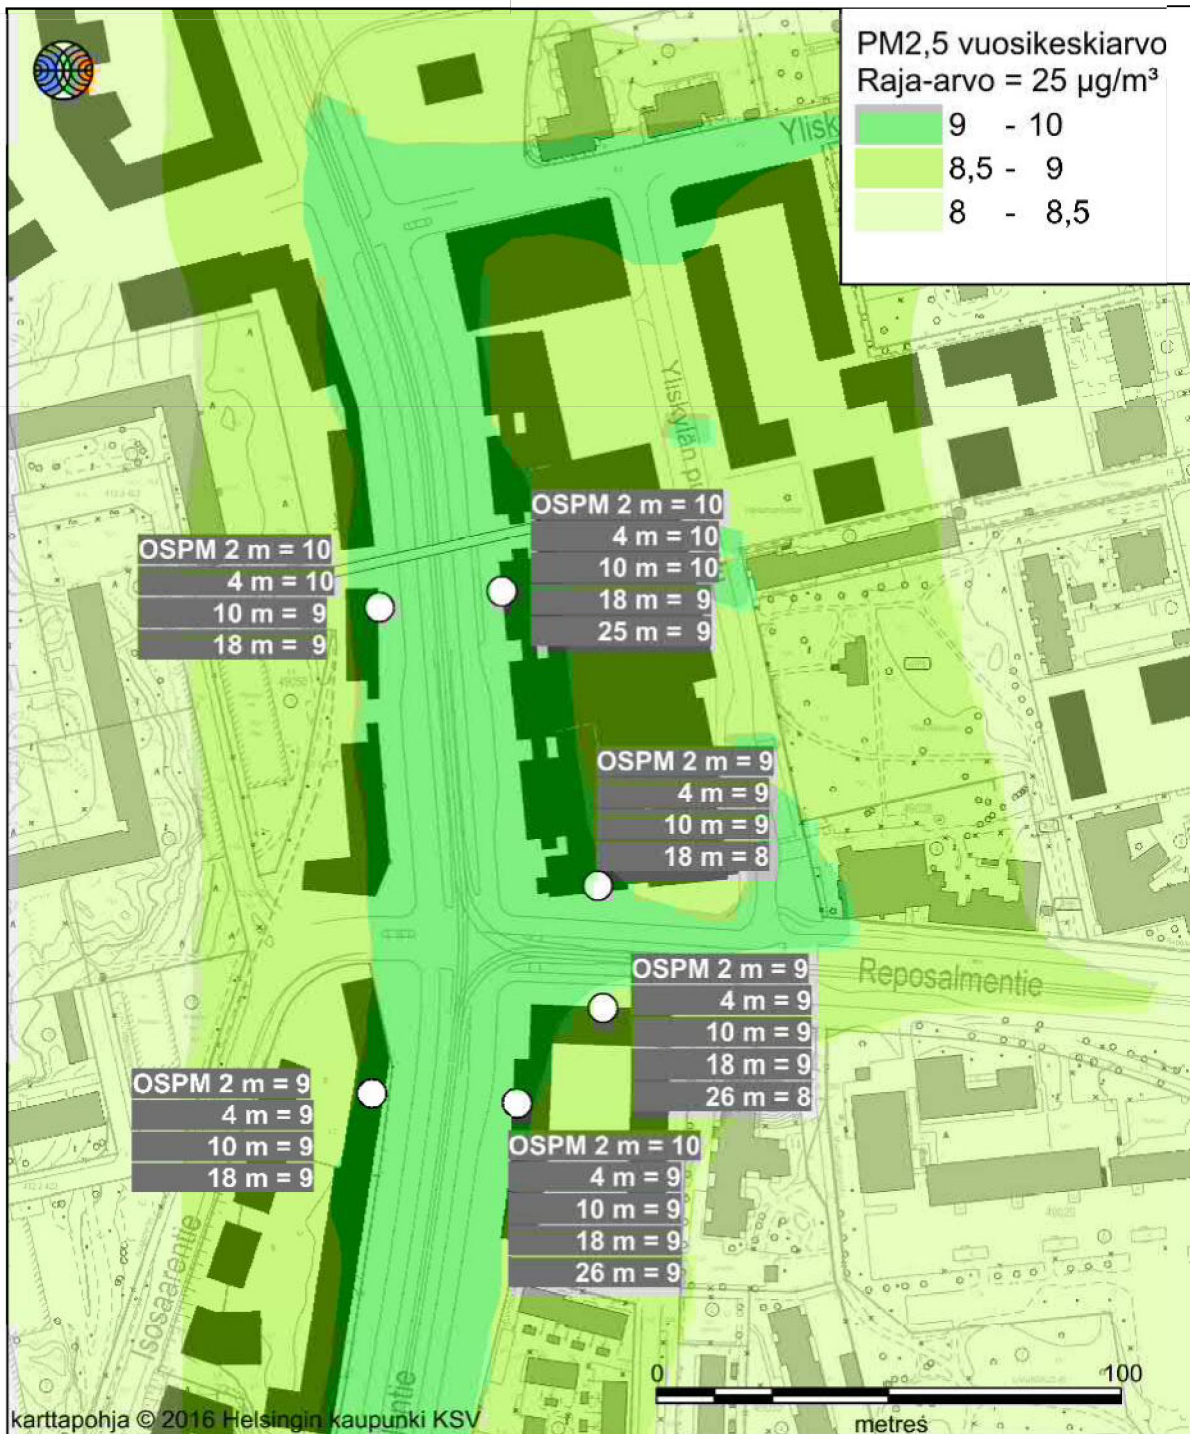 PM2,5 vuosikeskiarvo
Raja-arvo = 25 µg/m³
9 - 10
8,5 - 9
8 - 8,5
Ylisk
Yliskylän pu
OSPM 2 m = 10
4 m = 10
10 m = 10
18 m = 9
25 m = 9
OSPM 2 m = 10
4 m = 10
10 m = 9
18 m = 9
OSPM 2 m = 9
4 m = 9
10 m = 9
18 m = 8
OSPM 2 m = 9
4 m = 9
10 m = 9
18 m = 9
26 m = 8
Reposalmentie
OSPM 2 m = 9
4 m = 9
10 m = 9
18 m = 9
OSPM 2 m = 10
4 m = 9
10 m = 9
18 m = 9
26 m = 9
Isosaarentie
ntie
0 100
metres
karttapohja © 2016 Helsingin kaupunki KSV